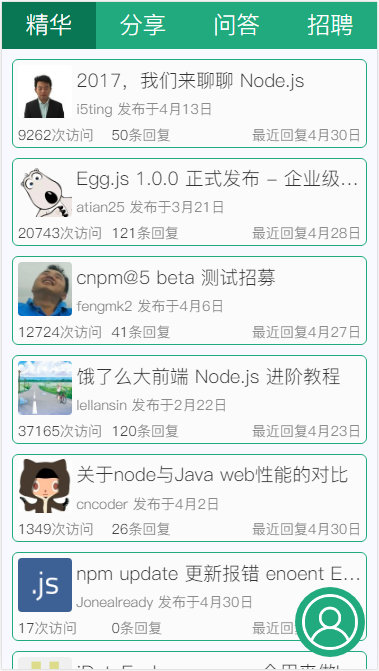 精华 分享 问答 招聘
2017，我们来聊聊 Node.js
i5ting 发布于4月13日
9262次访问 50条回复 最近回复4月30日
Egg.js 1.0.0 正式发布 - 企业级...
atian25 发布于3月21日
20743次访问 121条回复 最近回复4月28日
cnpm@5 beta 测试招募
fengmk2 发布于4月6日
12724次访问 41条回复 最近回复4月27日
饿了么大前端 Node.js 进阶教程
lellansin 发布于2月22日
37165次访问 120条回复 最近回复4月23日
关于node与Java web性能的对比
cncoder 发布于4月2日
1349次访问 26条回复 最近回复4月30日
.js
npm update 更新报错 enoent E...
Jonealready 发布于4月30日
17次访问 0条回复 最近回复